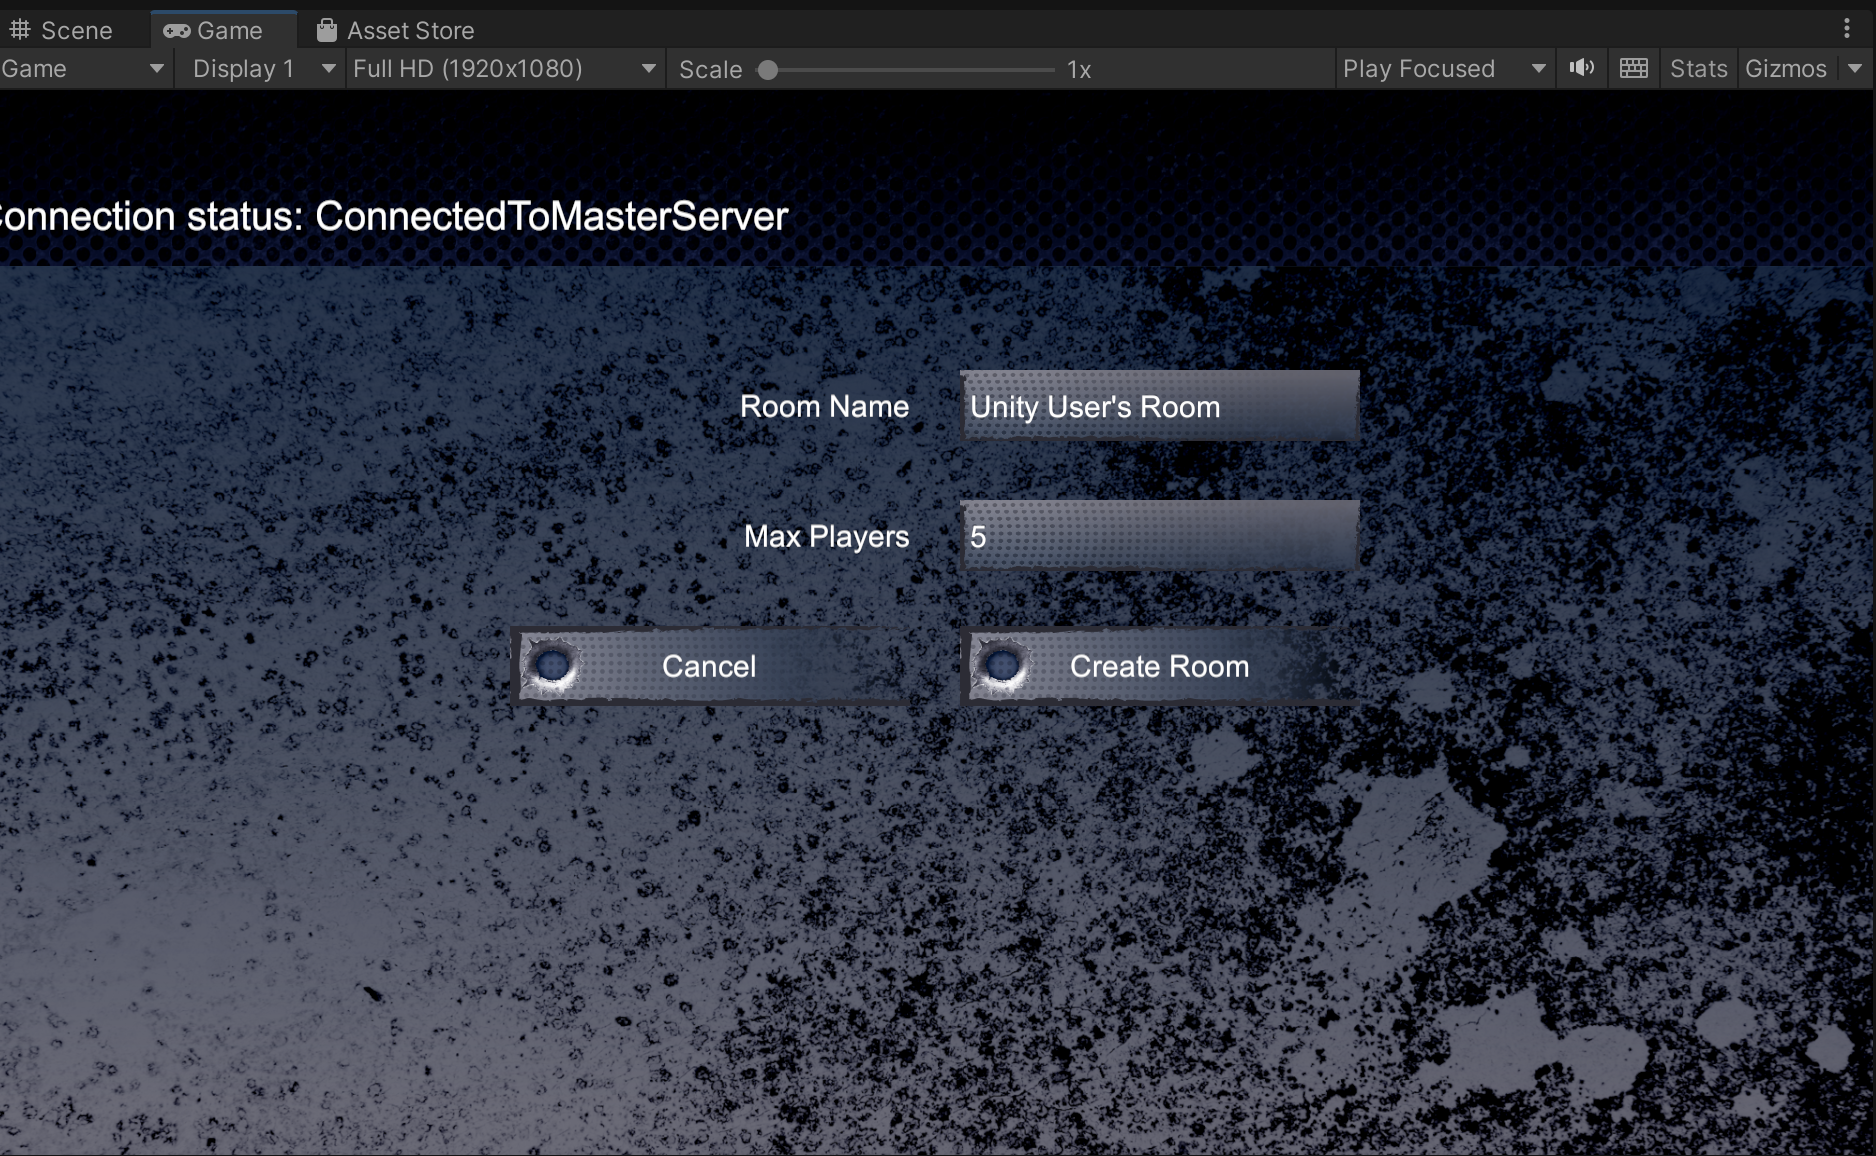 Scene Game Asset Store
Game Display 1 Full HD (1920x1080) Scale 1x Play Focused Stats Gizmos
onnection status: ConnectedToMasterServer
Room Name Unity User's Room
Max Players 5
Cancel Create Room